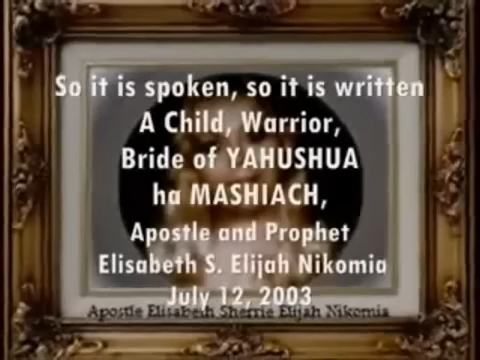 So it is spoken, so it is written
A Child, Warrior,
Bride of YAHUSHUA
ha MASHIACH,
Apostle and Prophet
Elisabeth S. Elijah Nikomia
July 12, 2003
Apostle Elisabeth Sherrie Elijah Nikomia